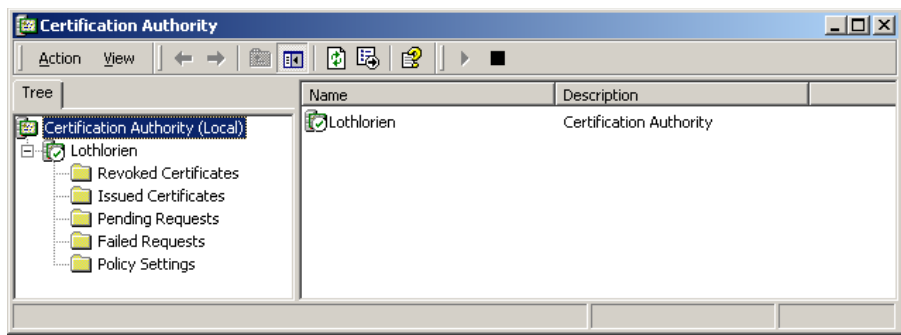 Certification Authority
Action View
Tree
Name Description
Certification Authority (Local)
Lothlorien
Revoked Certificates
Issued Certificates
Pending Requests
Failed Requests
Policy Settings
Lothlorien Certification Authority